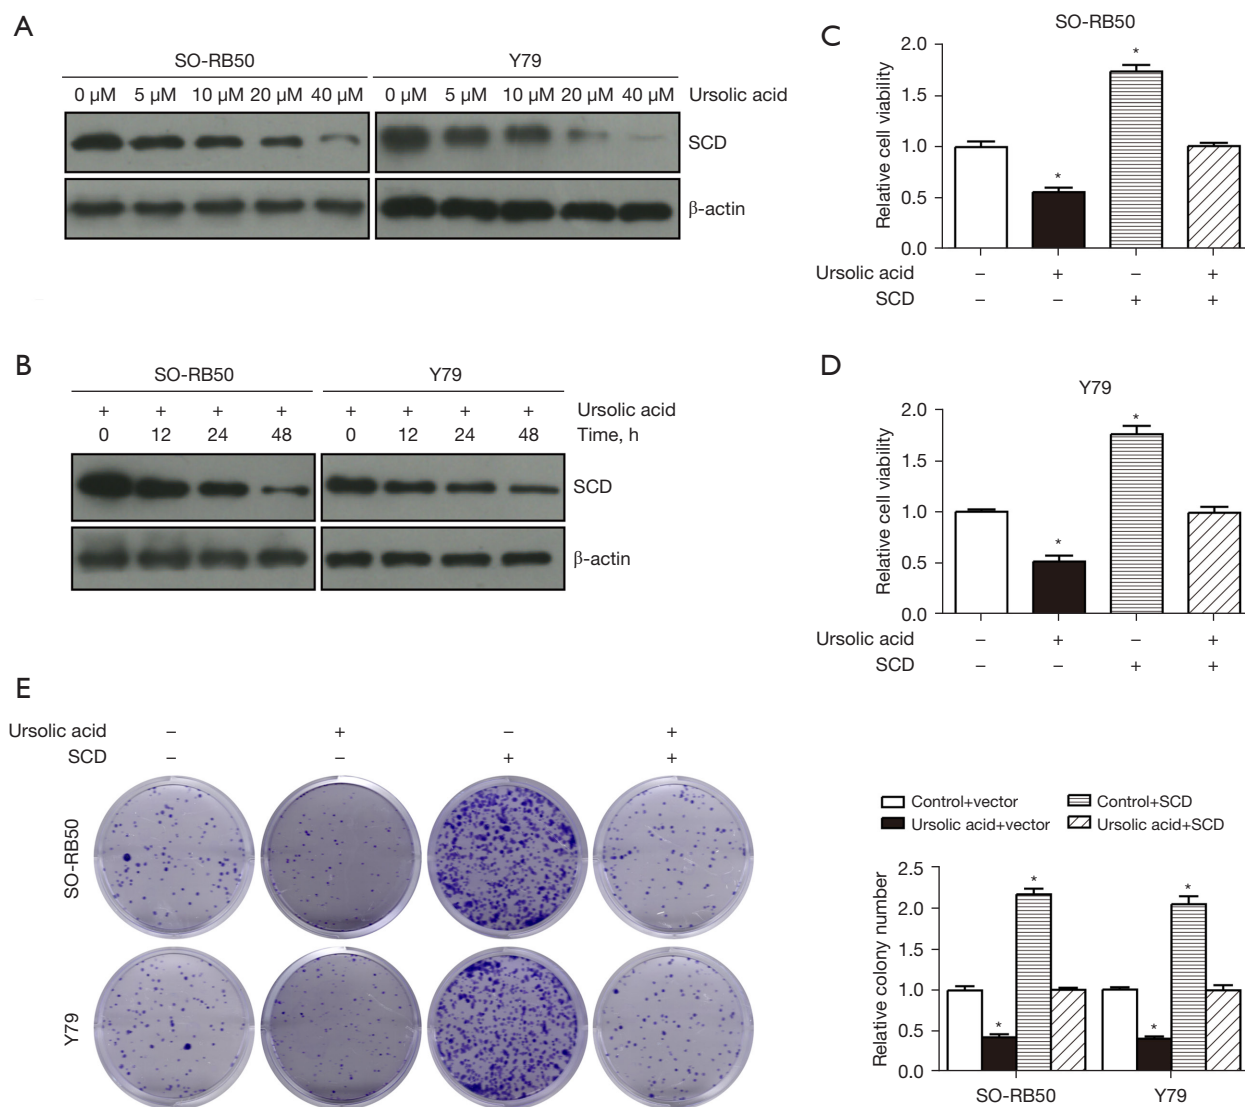 A
SO-RB50 Y79
0 μM 5 μM 10 μM 20 μM 40 μM 0 μM 5 μM 10 μM 20 μM 40 μM Ursolic acid
SCD
β-actin
B
SO-RB50 Y79
+ + + + + + + + Ursolic acid
0 12 24 48 0 12 24 48 Time, h
SCD
β-actin
C
SO-RB50
Relative cell viability
2.0
1.5
1.0
0.5
0.0
*
*
Ursolic acid – + – +
SCD – – + +
D
Y79
Relative cell viability
2.0
1.5
1.0
0.5
0.0
*
*
Ursolic acid – + – +
SCD – – + +
E
Ursolic acid – + – +
SCD – – + +
SO-RB50
Y79
Control+vector Control+SCD
Ursolic acid+vector Ursolic acid+SCD
Relative colony number
2.5
2.0
1.5
1.0
0.5
0.0
* *
* *
SO-RB50 Y79